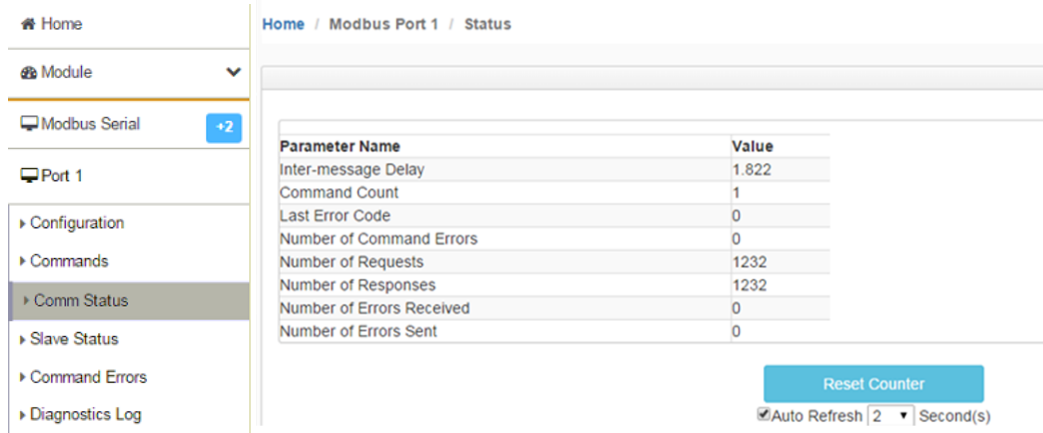 Home
Module
Modbus Serial +2
Port 1
Configuration
Commands
Comm Status
Slave Status
Command Errors
Diagnostics Log
Home / Modbus Port 1 / Status
Parameter Name Value
Inter-message Delay 1.822
Command Count 1
Last Error Code 0
Number of Command Errors 0
Number of Requests 1232
Number of Responses 1232
Number of Errors Received 0
Number of Errors Sent 0
Reset Counter
Auto Refresh 2 Second(s)